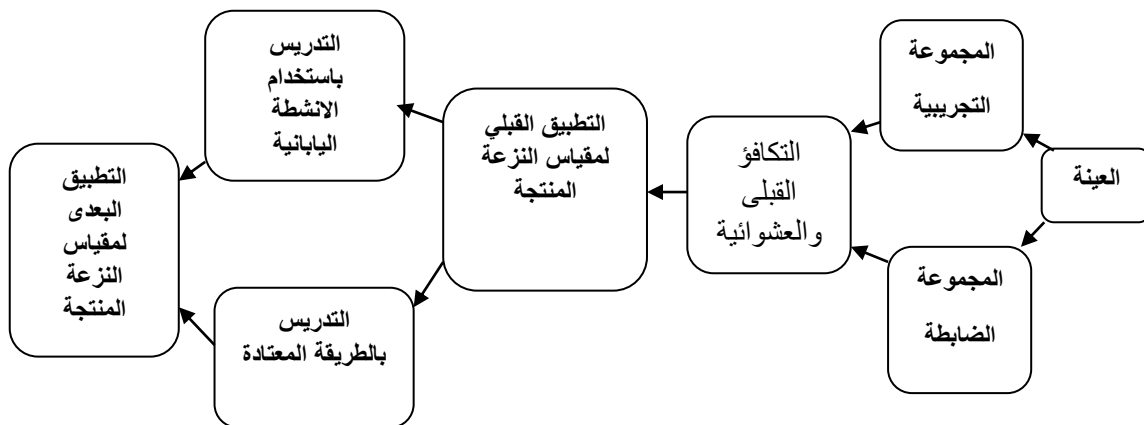 العينة
المجموعة
التجريبية
المجموعة
الضابطة
التكافؤ
القبلى
والعشوائية
التطبيق القبلي
لمقياس النزعة
المنتجة
التدريس
باستخدام
الانشطة
اليابانية
التدريس
بالطريقة المعتادة
التطبيق
البعدى
لمقياس
النزعة
المنتجة